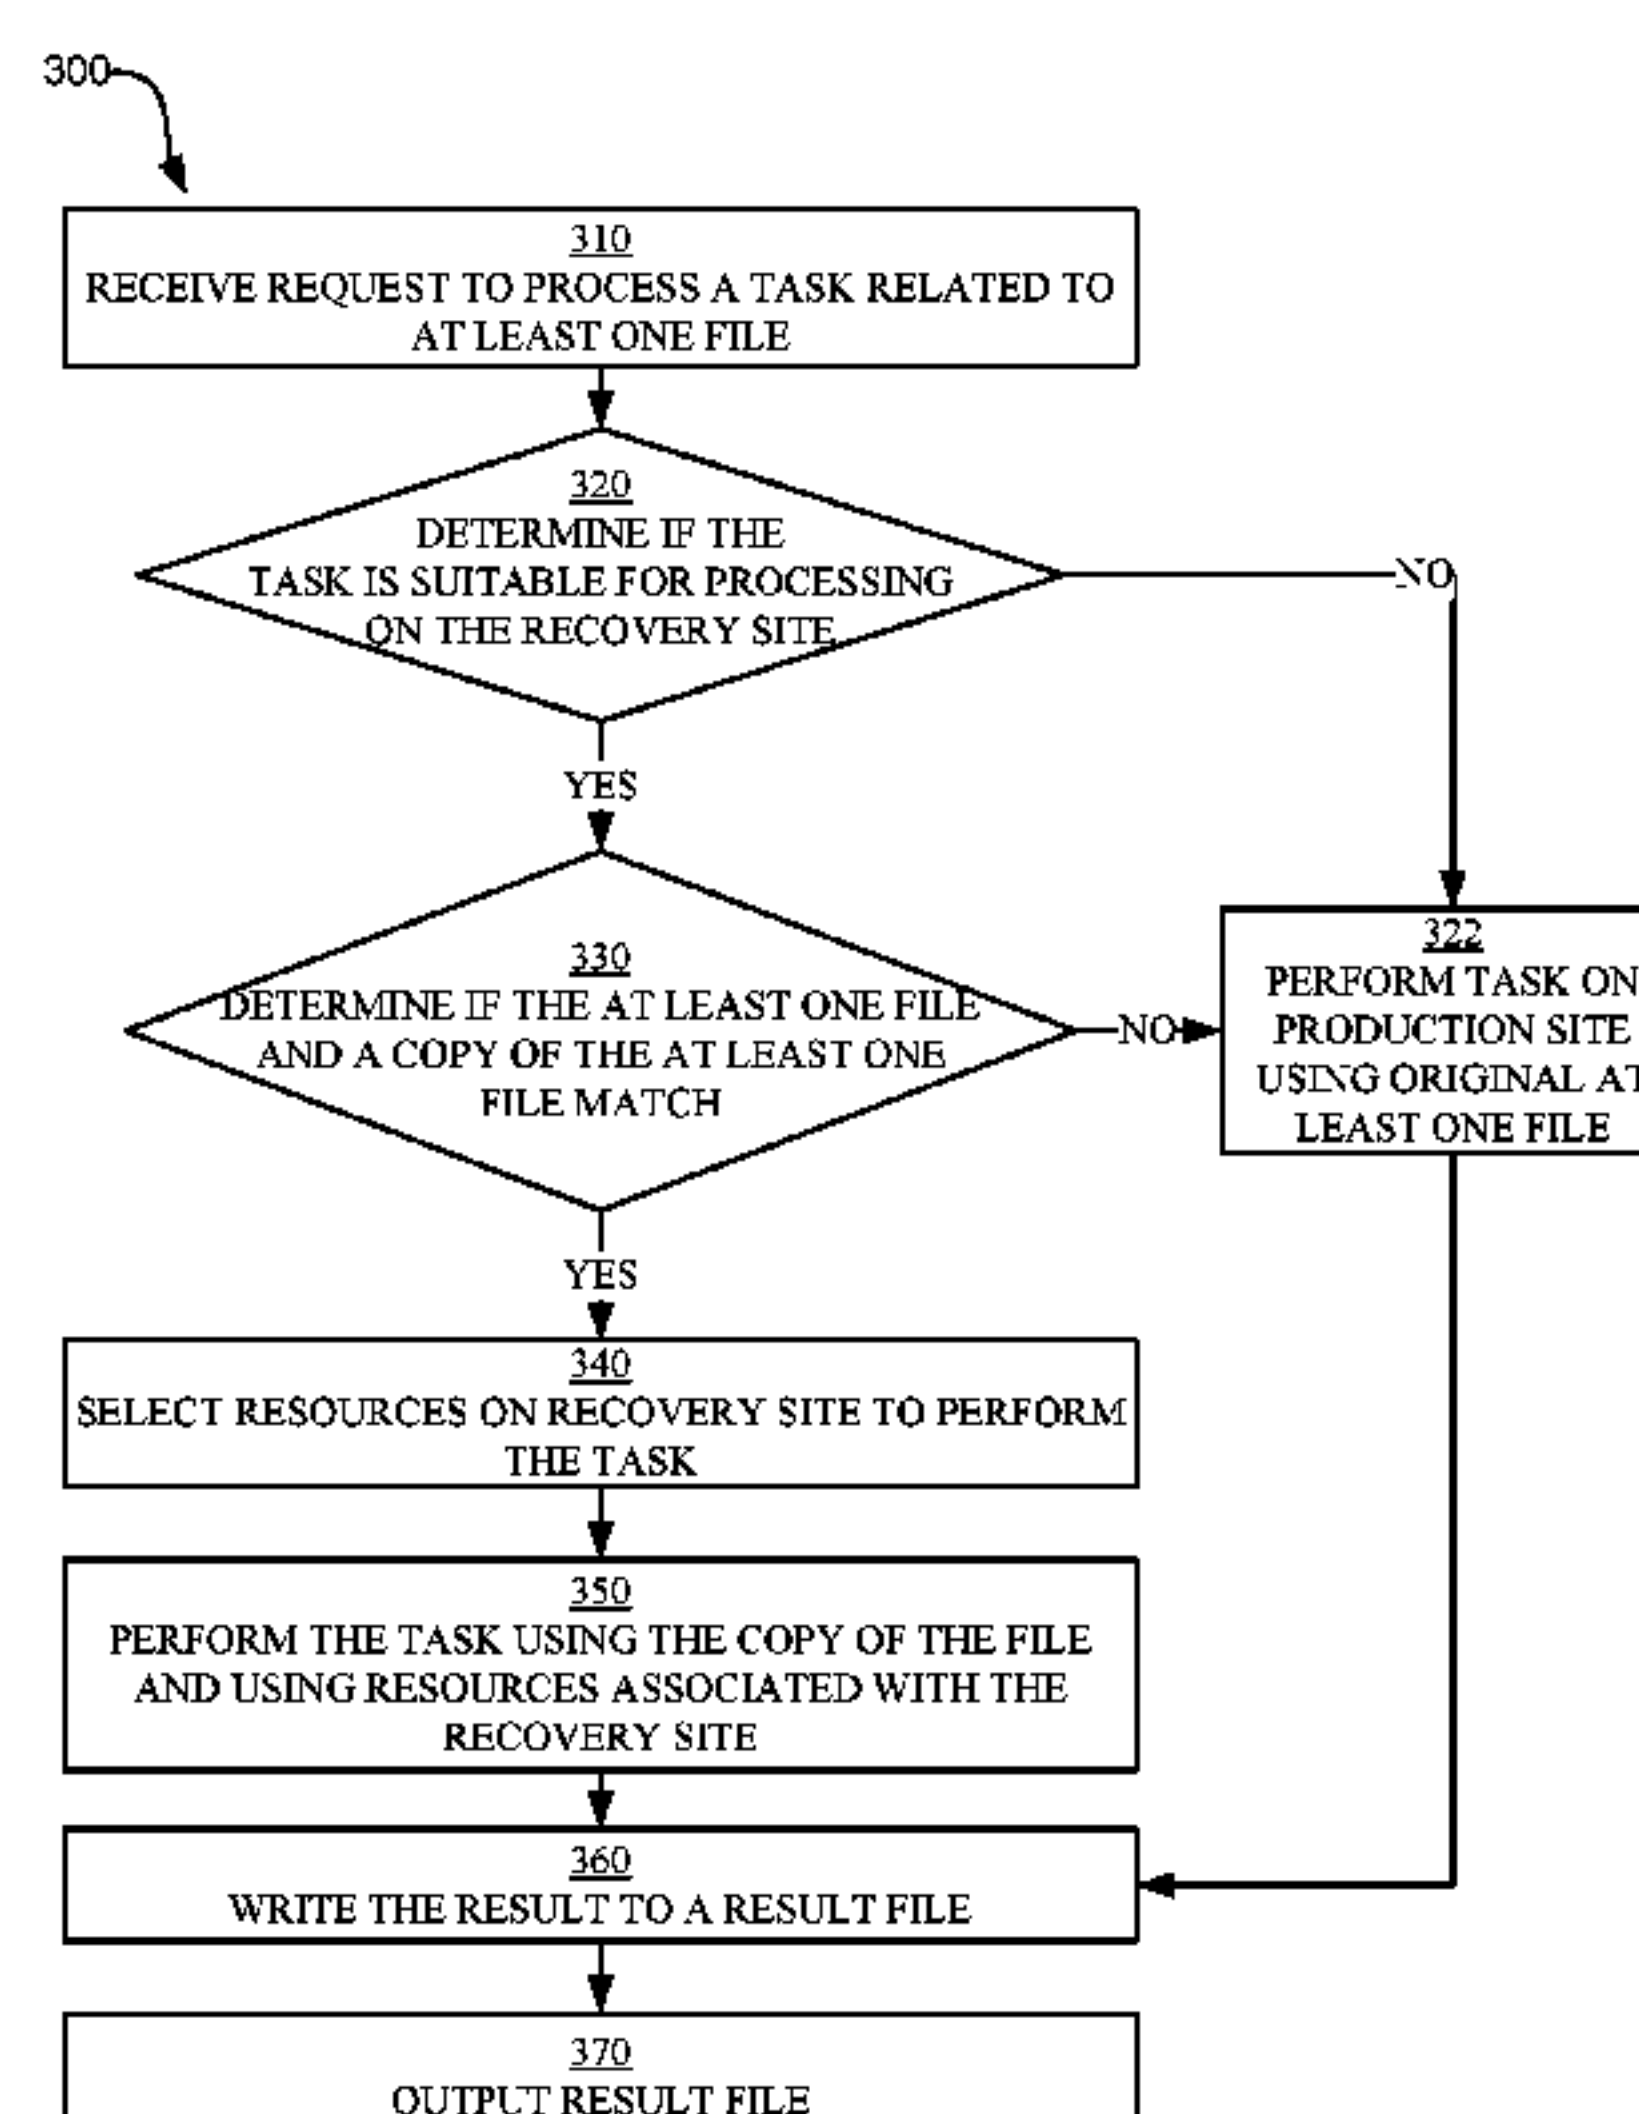 300
310
RECEIVE REQUEST TO PROCESS A TASK RELATED TO
AT LEAST ONE FILE
320
DETERMINE IF THE
TASK IS SUITABLE FOR PROCESSING
ON THE RECOVERY SITE
NO
YES
330
DETERMINE IF THE AT LEAST ONE FILE
AND A COPY OF THE AT LEAST ONE
FILE MATCH
NO
322
PERFORM TASK ON
PRODUCTION SITE
USING ORIGINAL AT
LEAST ONE FILE
YES
340
SELECT RESOURCES ON RECOVERY SITE TO PERFORM
THE TASK
350
PERFORM THE TASK USING THE COPY OF THE FILE
AND USING RESOURCES ASSOCIATED WITH THE
RECOVERY SITE
360
WRITE THE RESULT TO A RESULT FILE
370
OUTPUT RESULT FILE